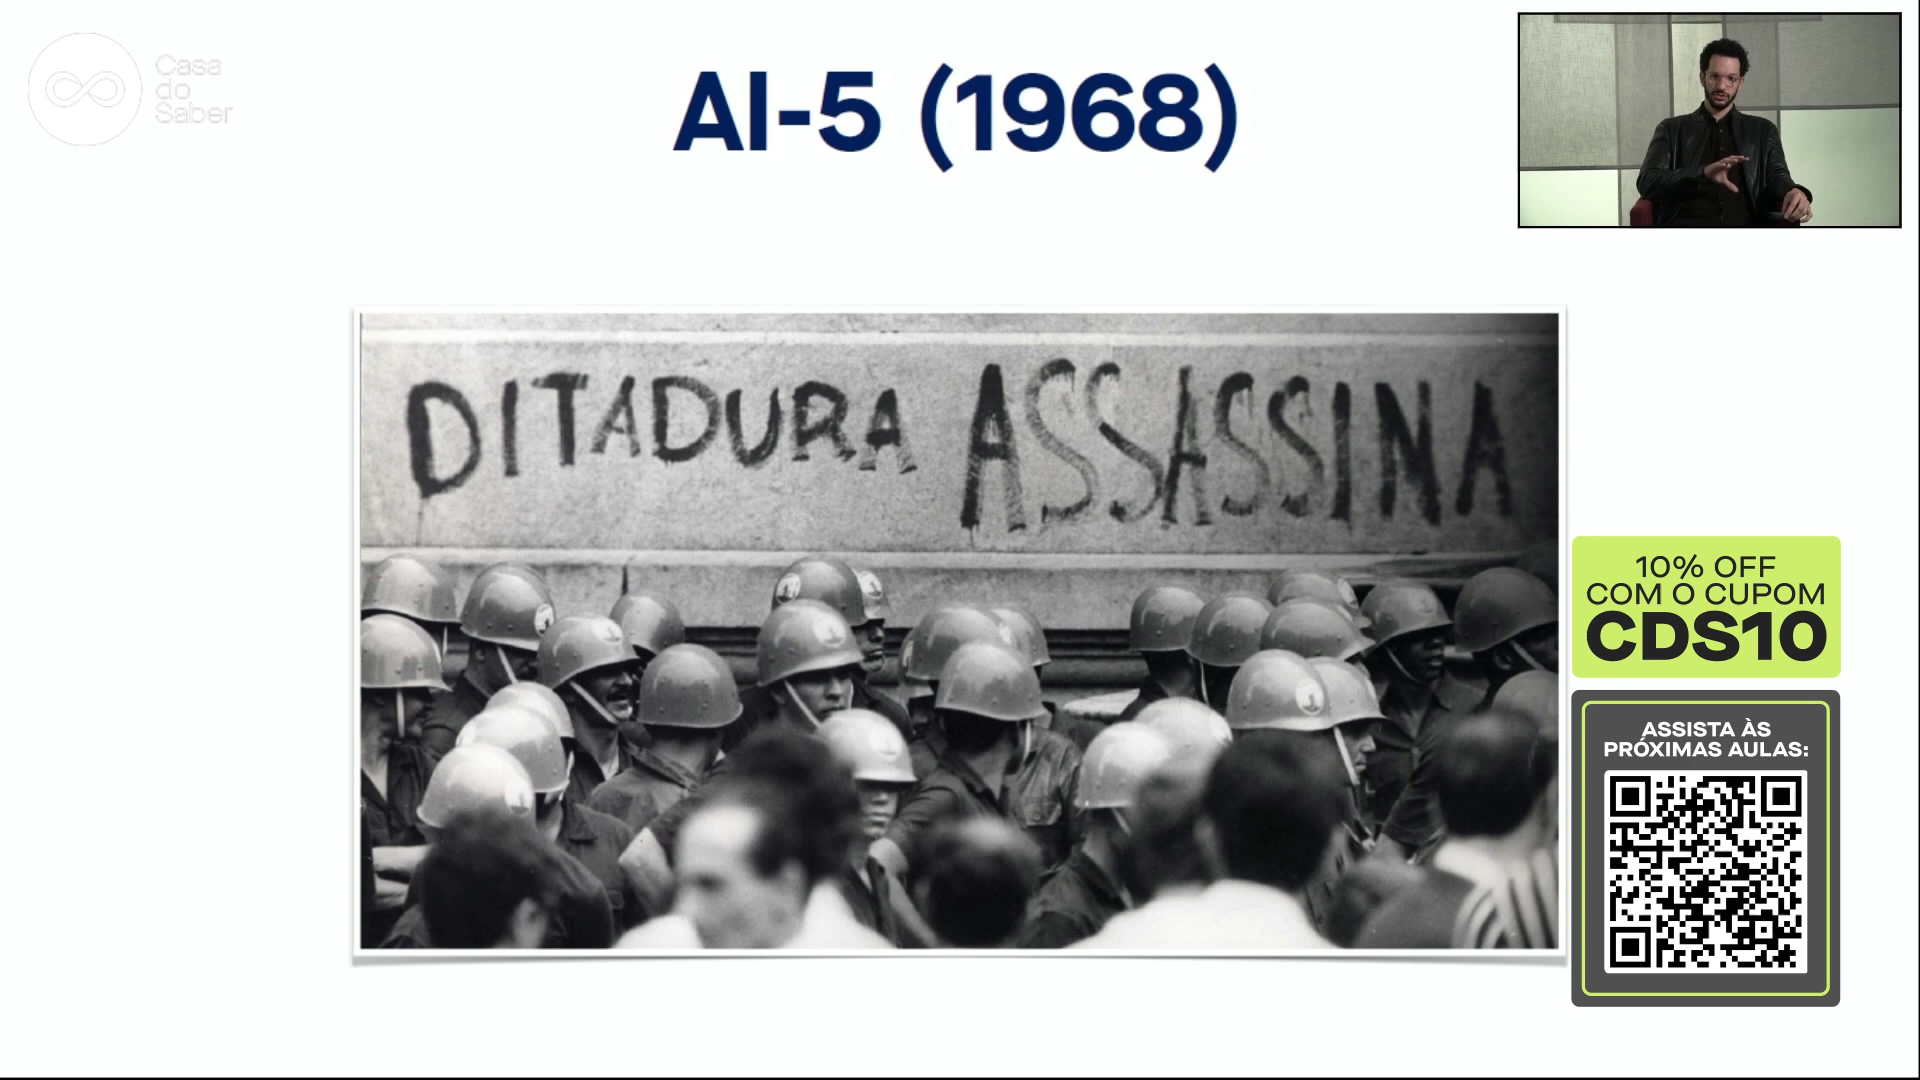 Casa
do
Saber
AI-5 (1968)
DITADURA ASSASSINA
10% OFF
COM O CUPOM
CDS10
ASSISTA ÀS
PRÓXIMAS AULAS: